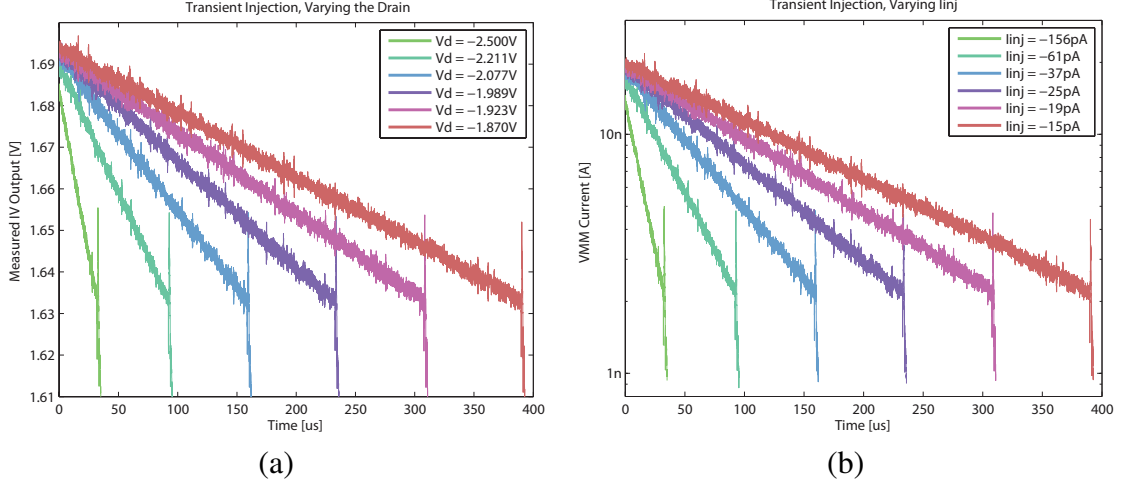 Transient Injection, Varying the Drain
Measured IV Output [V]
1.69
1.68
1.67
1.66
1.65
1.64
1.63
1.62
1.61
Vd = −2.500V
Vd = −2.211V
Vd = −2.077V
Vd = −1.989V
Vd = −1.923V
Vd = −1.870V
0 50 100 150 200 250 300 350 400
Time [us]
(a)
Transient Injection, Varying Iinj
VMM Current [A]
10n
1n
Iinj = −156pA
Iinj = −61pA
Iinj = −37pA
Iinj = −25pA
Iinj = −19pA
Iinj = −15pA
0 50 100 150 200 250 300 350 400
Time [us]
(b)